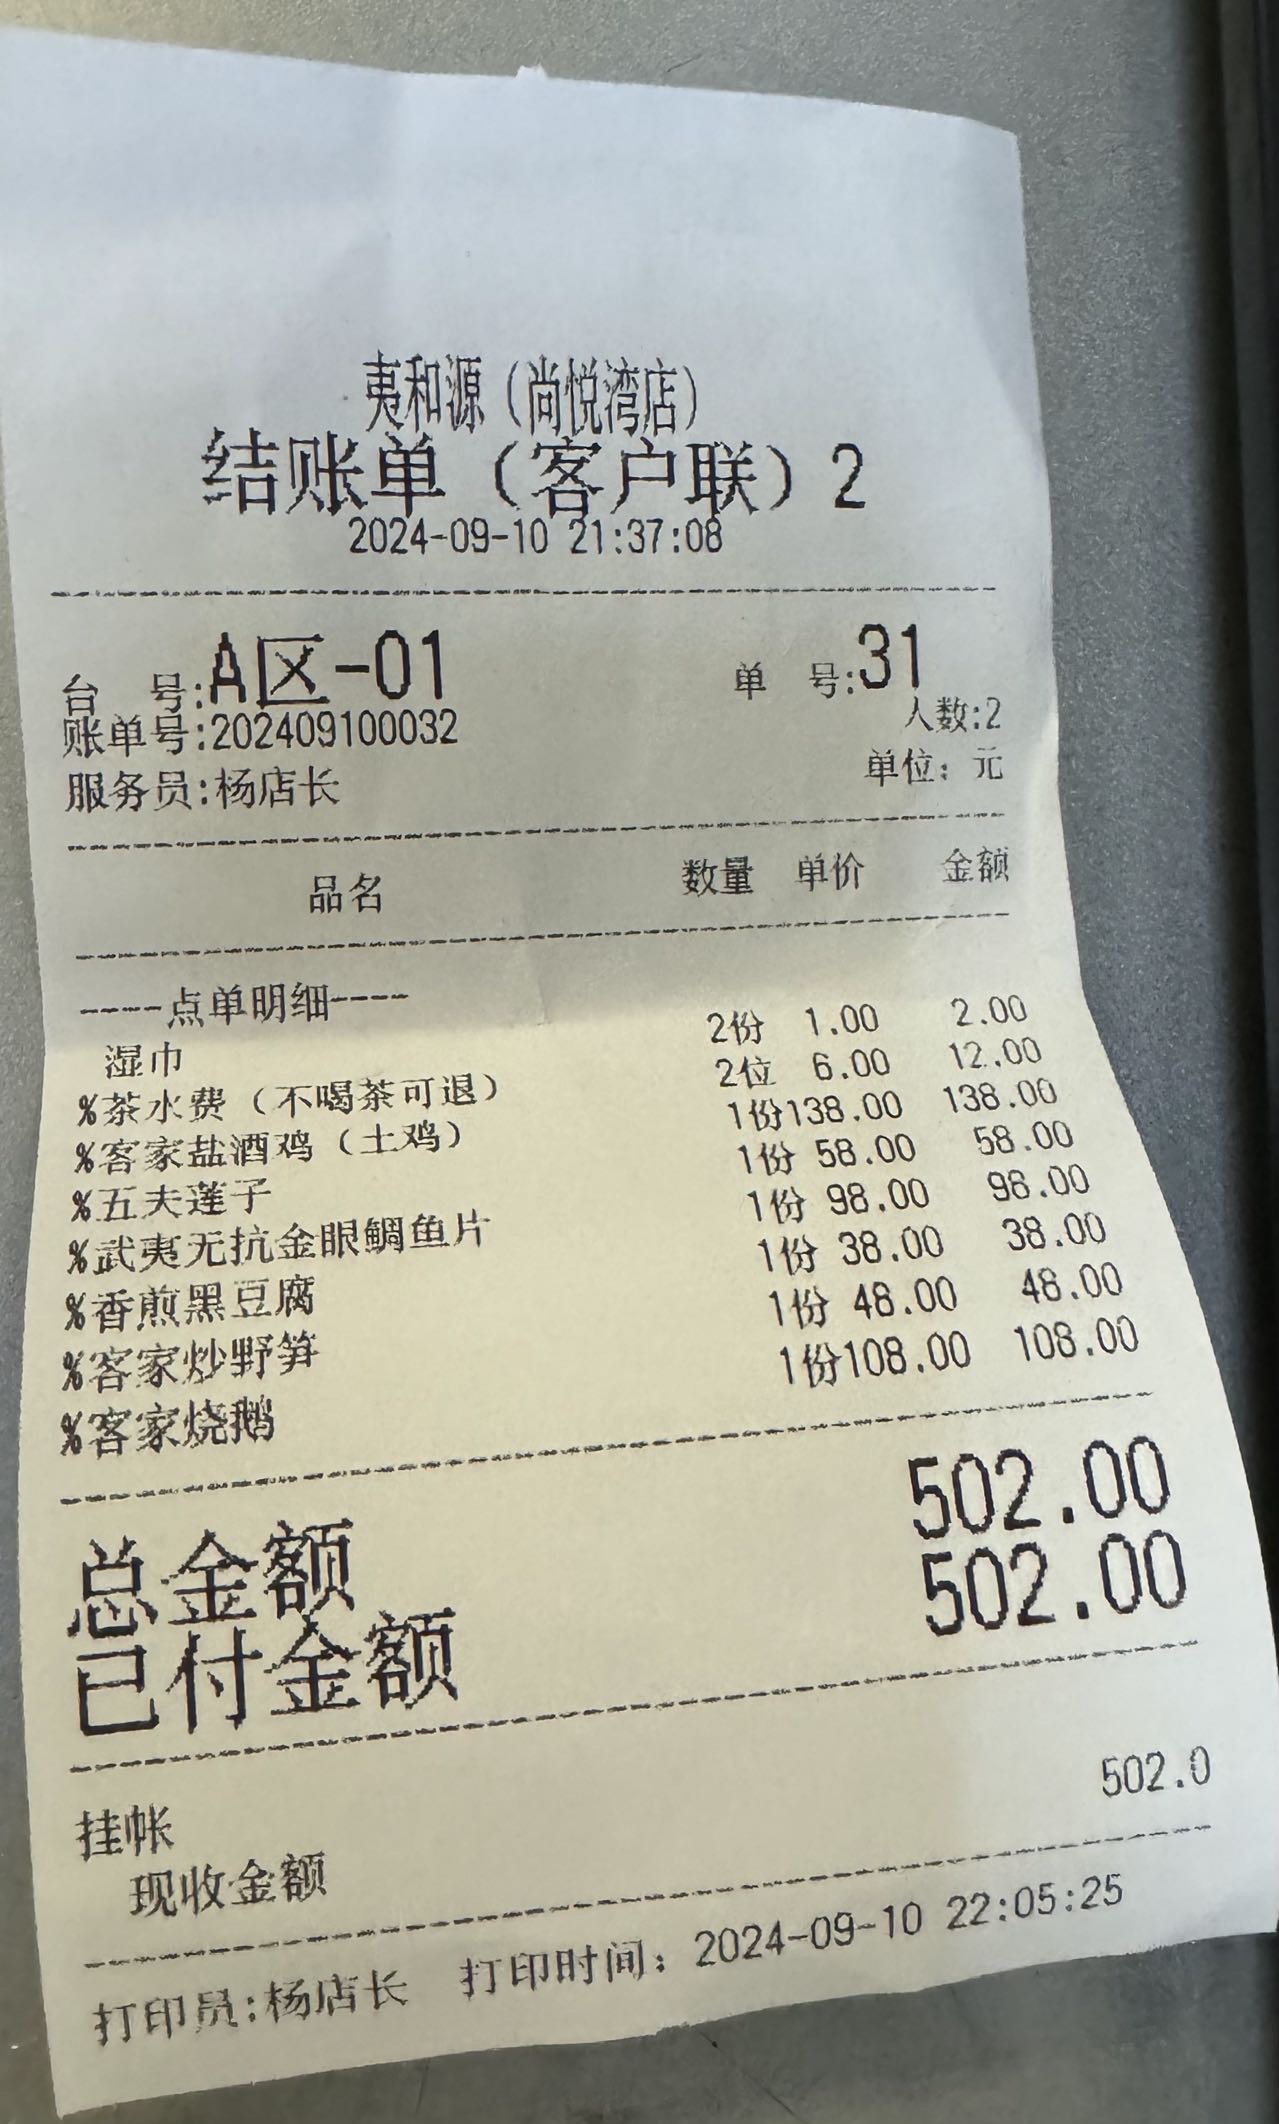 夷和源（尚悦湾店）
结账单（客户联）2
2024-09-10 21:37:08
台　号:A区-01　单　号:31
账单号:202409100032　人数:2
服务员:杨店长　单位：元
品名　数量　单价　金额
-----点单明细----
湿巾　2份　1.00　2.00
%茶水费（不喝茶可退）　2位　6.00　12.00
%客家盐酒鸡（土鸡）　1份138.00　138.00
%五夫莲子　1份 58.00　58.00
%武夷无抗金眼鲷鱼片　1份 98.00　98.00
%香煎黑豆腐　1份 38.00　38.00
%客家炒野笋　1份 48.00　48.00
%客家烧鹅　1份108.00　108.00
总金额　502.00
已付金额　502.00
挂帐　502.0
现收金额
打印员:杨店长　打印时间：2024-09-10 22:05:25